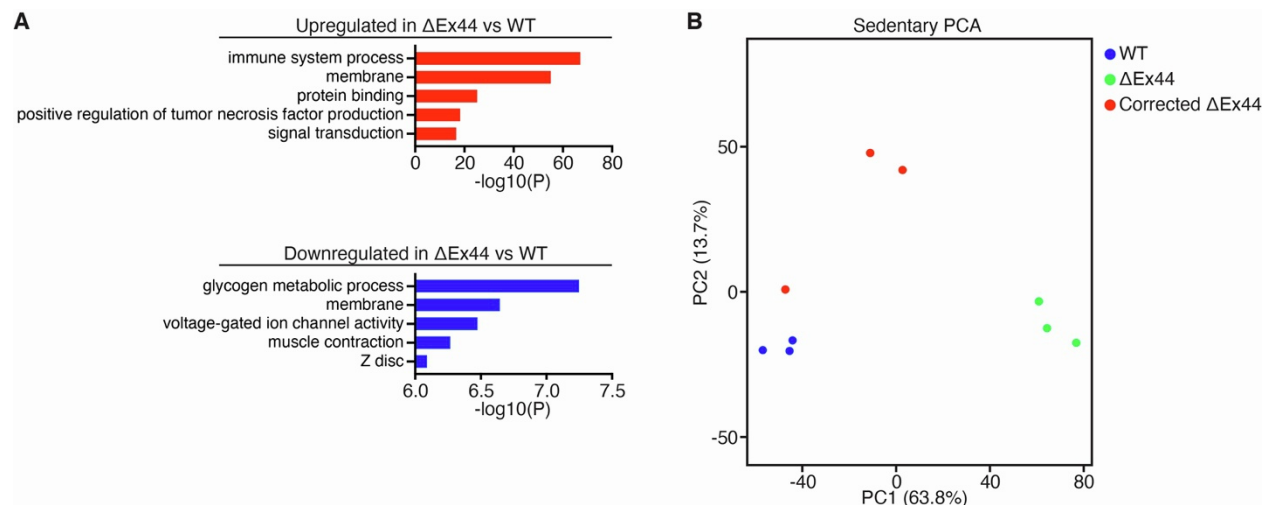 A
Upregulated in ΔEx44 vs WT
immune system process
membrane
protein binding
positive regulation of tumor necrosis factor production
signal transduction
0 20 40 60 80
-log10(P)
Downregulated in ΔEx44 vs WT
glycogen metabolic process
membrane
voltage-gated ion channel activity
muscle contraction
Z disc
6.0 6.5 7.0 7.5
-log10(P)
B
Sedentary PCA
WT
ΔEx44
Corrected ΔEx44
PC2 (13.7%)
50
0
-50
-40 0 40 80
PC1 (63.8%)